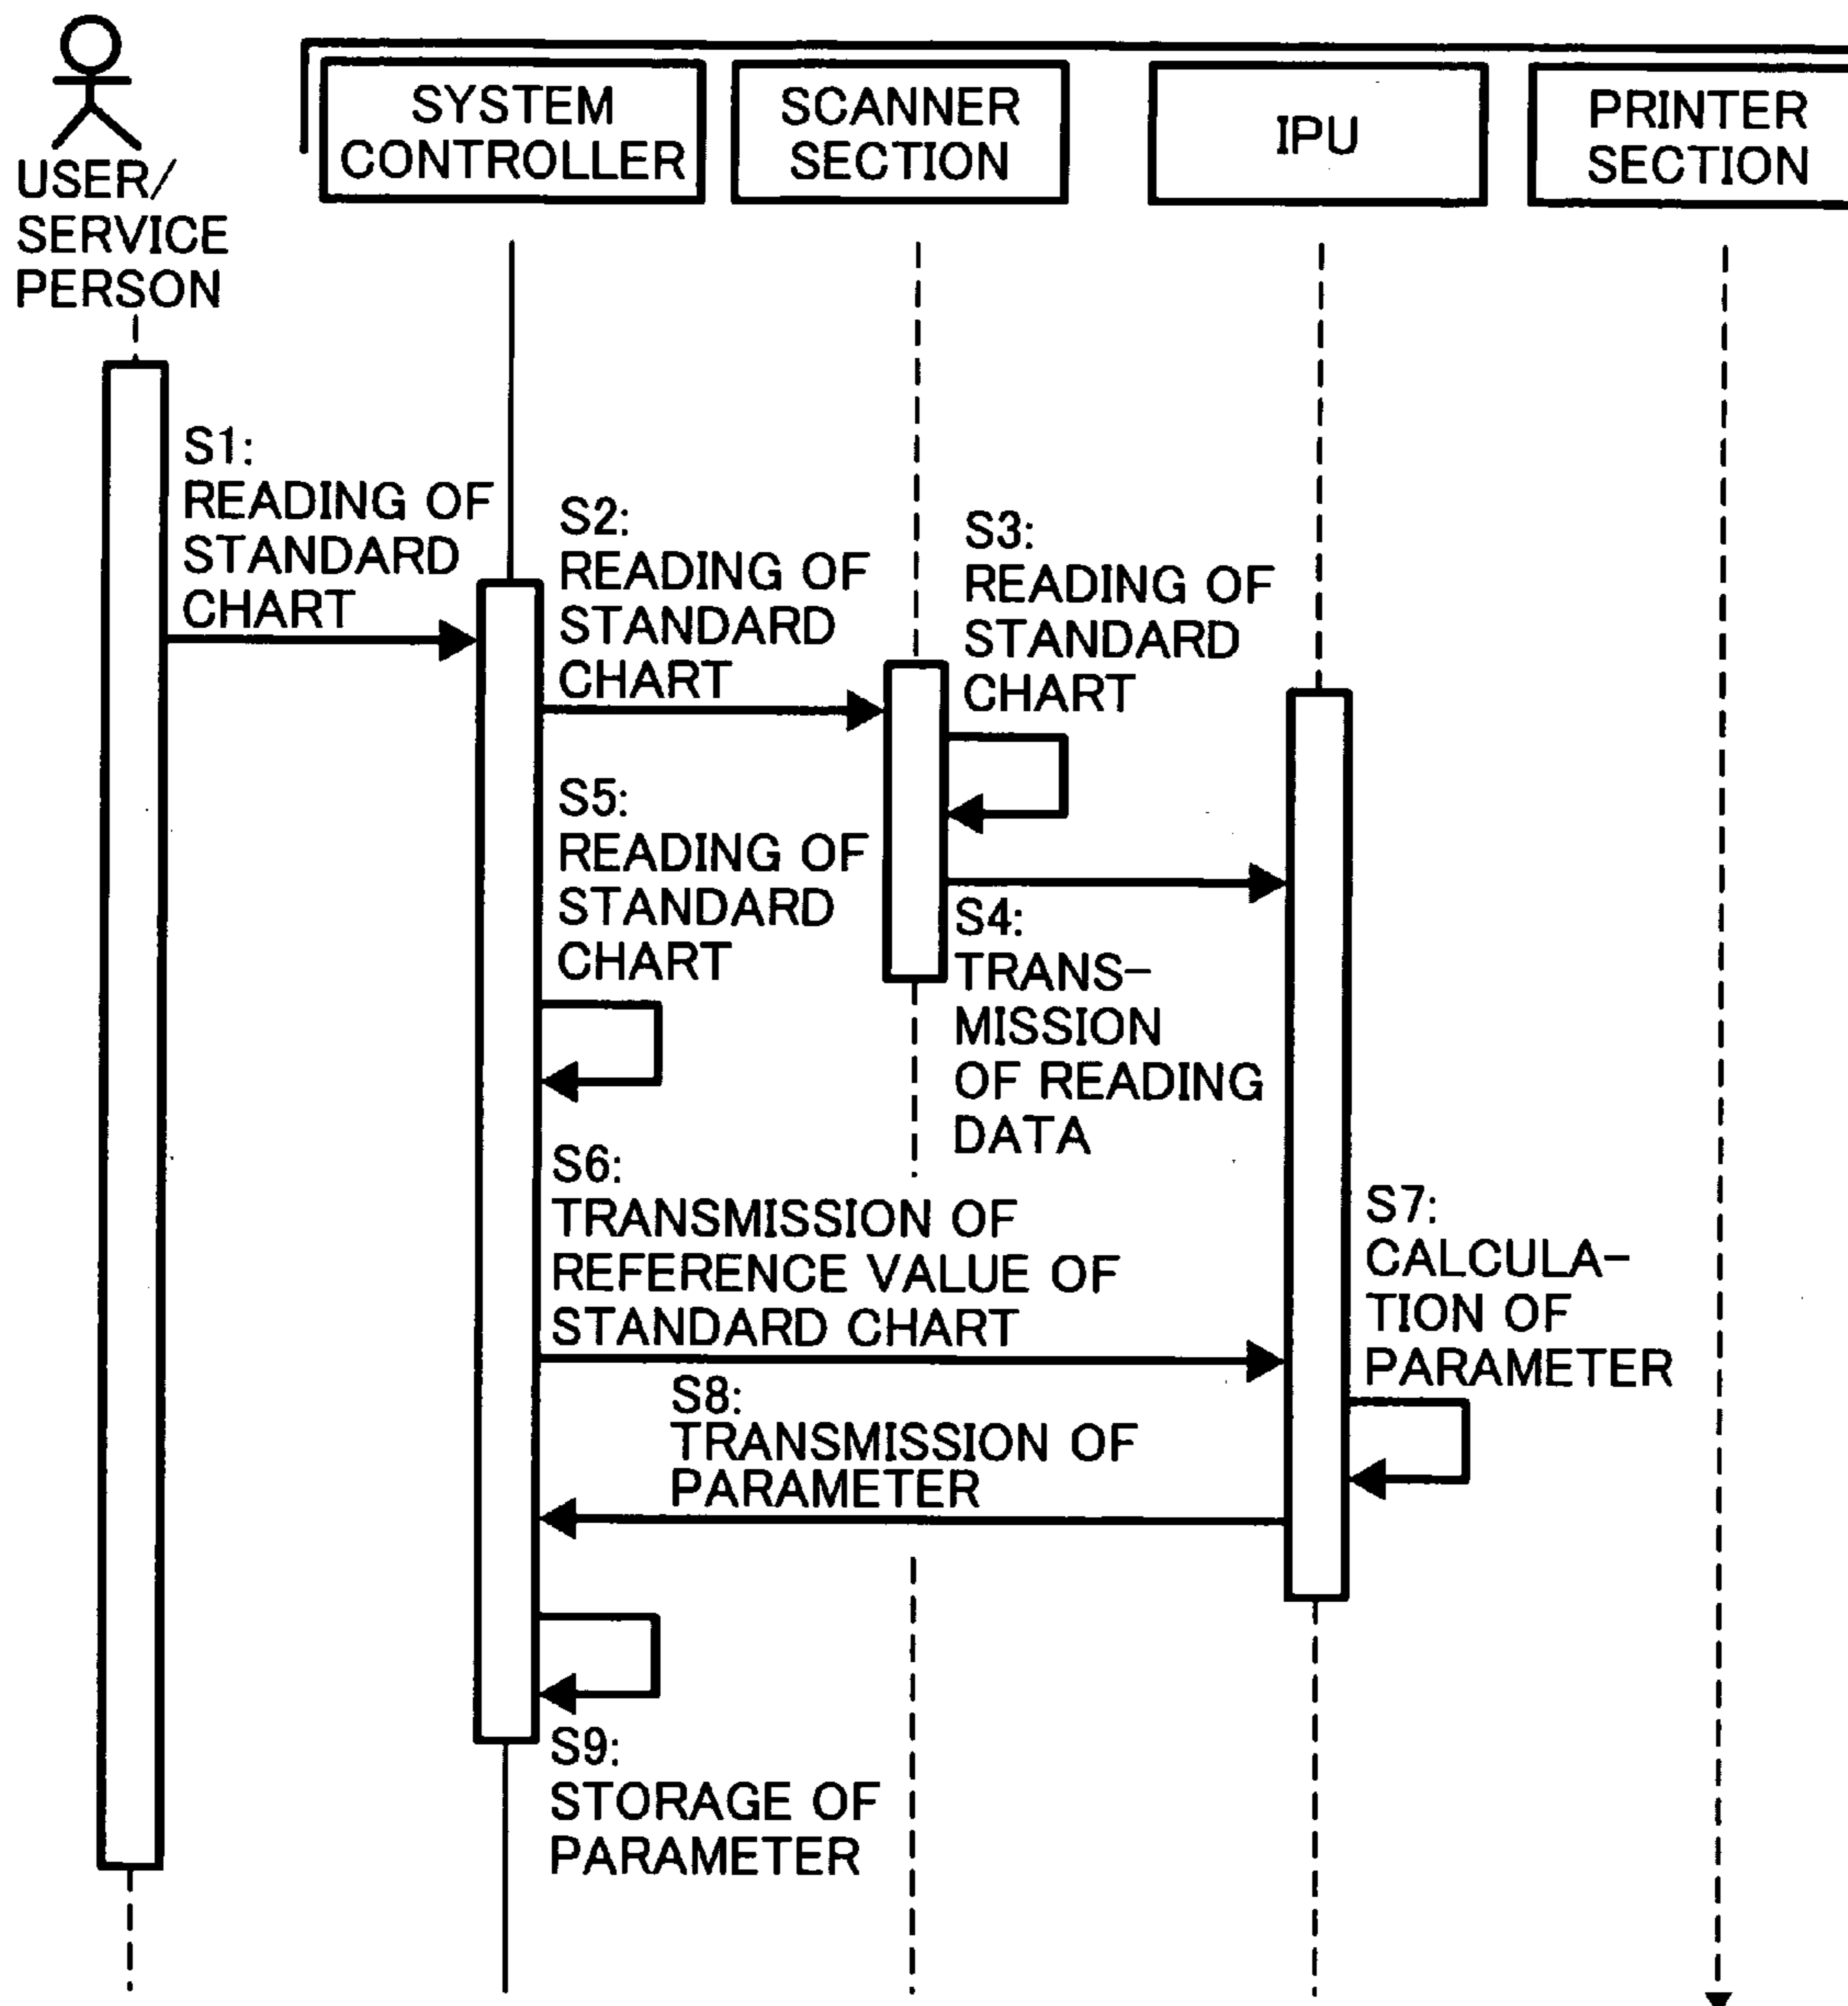 SYSTEM
CONTROLLER
SCANNER
SECTION
IPU
PRINTER
SECTION
USER/
SERVICE
PERSON
S1:
READING OF
STANDARD
CHART
S2:
READING OF
STANDARD
CHART
S3:
READING OF
STANDARD
CHART
S5:
READING OF
STANDARD
CHART
S4:
TRANS-
MISSION
OF READING
DATA
S6:
TRANSMISSION OF
REFERENCE VALUE OF
STANDARD CHART
S7:
CALCULA-
TION OF
PARAMETER
S8:
TRANSMISSION OF
PARAMETER
S9:
STORAGE OF
PARAMETER